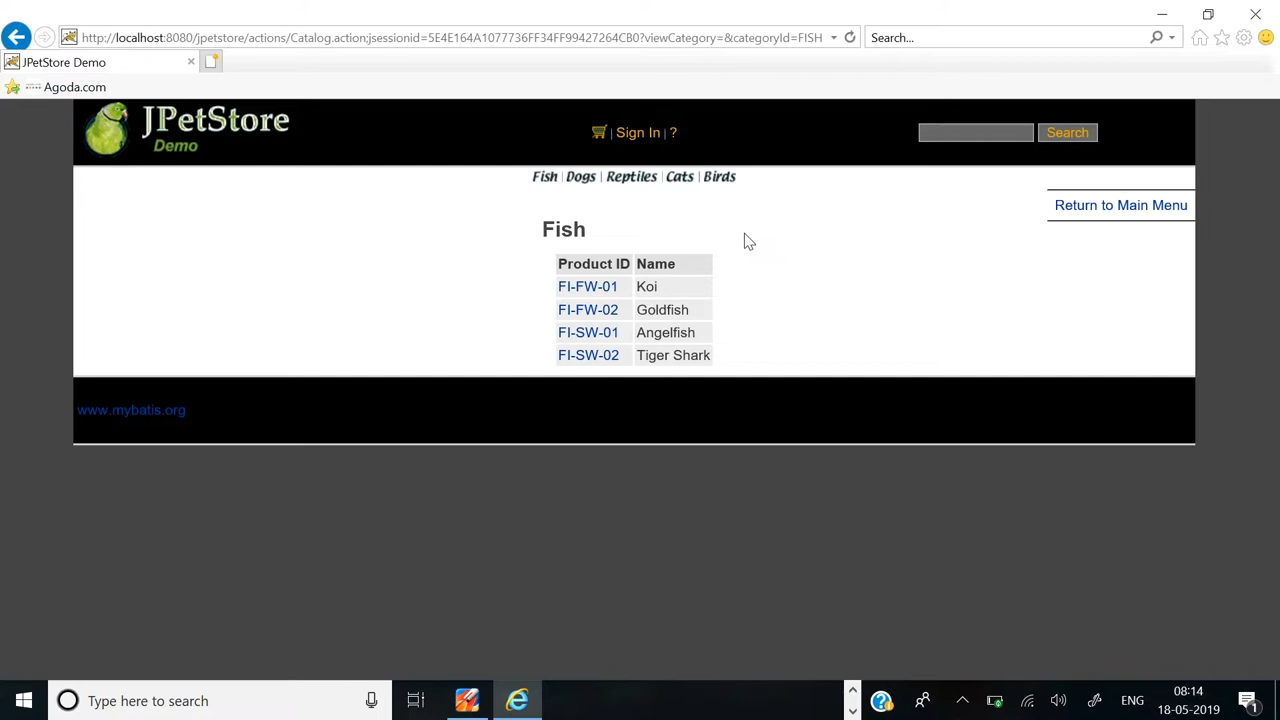 http://localhost:8080/jpetstore/actions/Catalog.action;jsessionid=5E4E164A1077736FF34FF99427264CB0?viewCategory=&categoryId=FISH
Search...
JPetStore Demo
Agoda.com
JPetStore
Demo
Sign In | ?
Search
Fish | Dogs | Reptiles | Cats | Birds
Return to Main Menu
Fish
Product ID Name
FI-FW-01 Koi
FI-FW-02 Goldfish
FI-SW-01 Angelfish
FI-SW-02 Tiger Shark
www.mybatis.org
Type here to search
ENG
08:14
18-05-2019
1